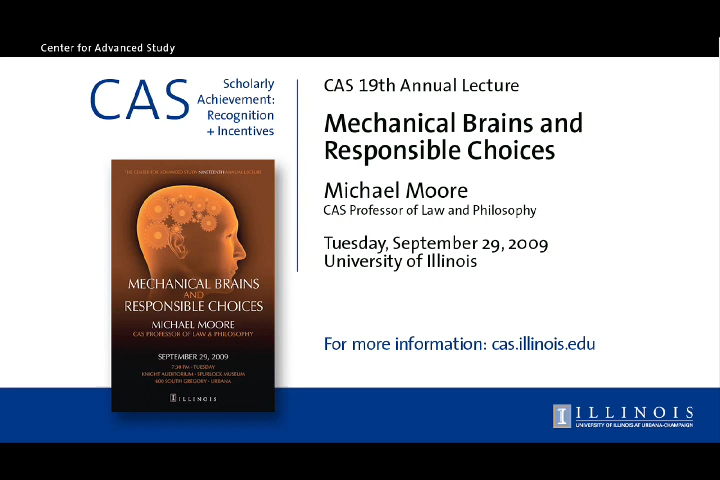 Center for Advanced Study
CAS
Scholarly
Achievement:
Recognition
+ Incentives
CAS 19th Annual Lecture
Mechanical Brains and
Responsible Choices
Michael Moore
CAS Professor of Law and Philosophy
Tuesday, September 29, 2009
University of Illinois
For more information: cas.illinois.edu
THE CENTER FOR ADVANCED STUDY NINETEENTH ANNUAL LECTURE
MECHANICAL BRAINS
AND
RESPONSIBLE CHOICES
MICHAEL MOORE
CAS PROFESSOR OF LAW & PHILOSOPHY
SEPTEMBER 29, 2009
7:30 PM · TUESDAY
KNIGHT AUDITORIUM · SPURLOCK MUSEUM
600 SOUTH GREGORY · URBANA
I ILLINOIS
I ILLINOIS
UNIVERSITY OF ILLINOIS AT URBANA-CHAMPAIGN